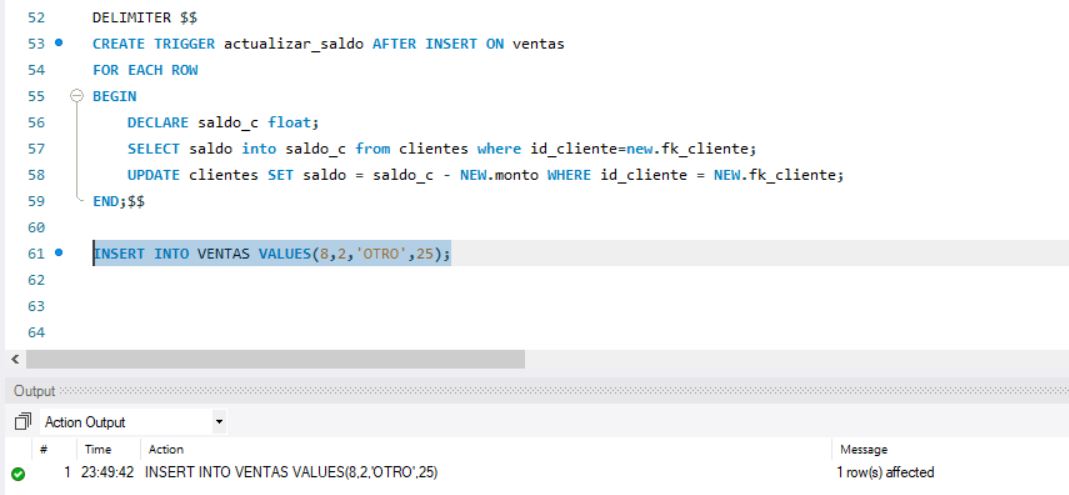 52 DELIMITER $$
53 CREATE TRIGGER actualizar_saldo AFTER INSERT ON ventas
54 FOR EACH ROW
55 BEGIN
56 DECLARE saldo_c float;
57 SELECT saldo into saldo_c from clientes where id_cliente=new.fk_cliente;
58 UPDATE clientes SET saldo = saldo_c - NEW.monto WHERE id_cliente = NEW.fk_cliente;
59 END;$$
60
61 INSERT INTO VENTAS VALUES(8,2,'OTRO',25);
62
63
64
Output
Action Output
# Time Action Message
1 23:49:42 INSERT INTO VENTAS VALUES(8,2,'OTRO',25) 1 row(s) affected